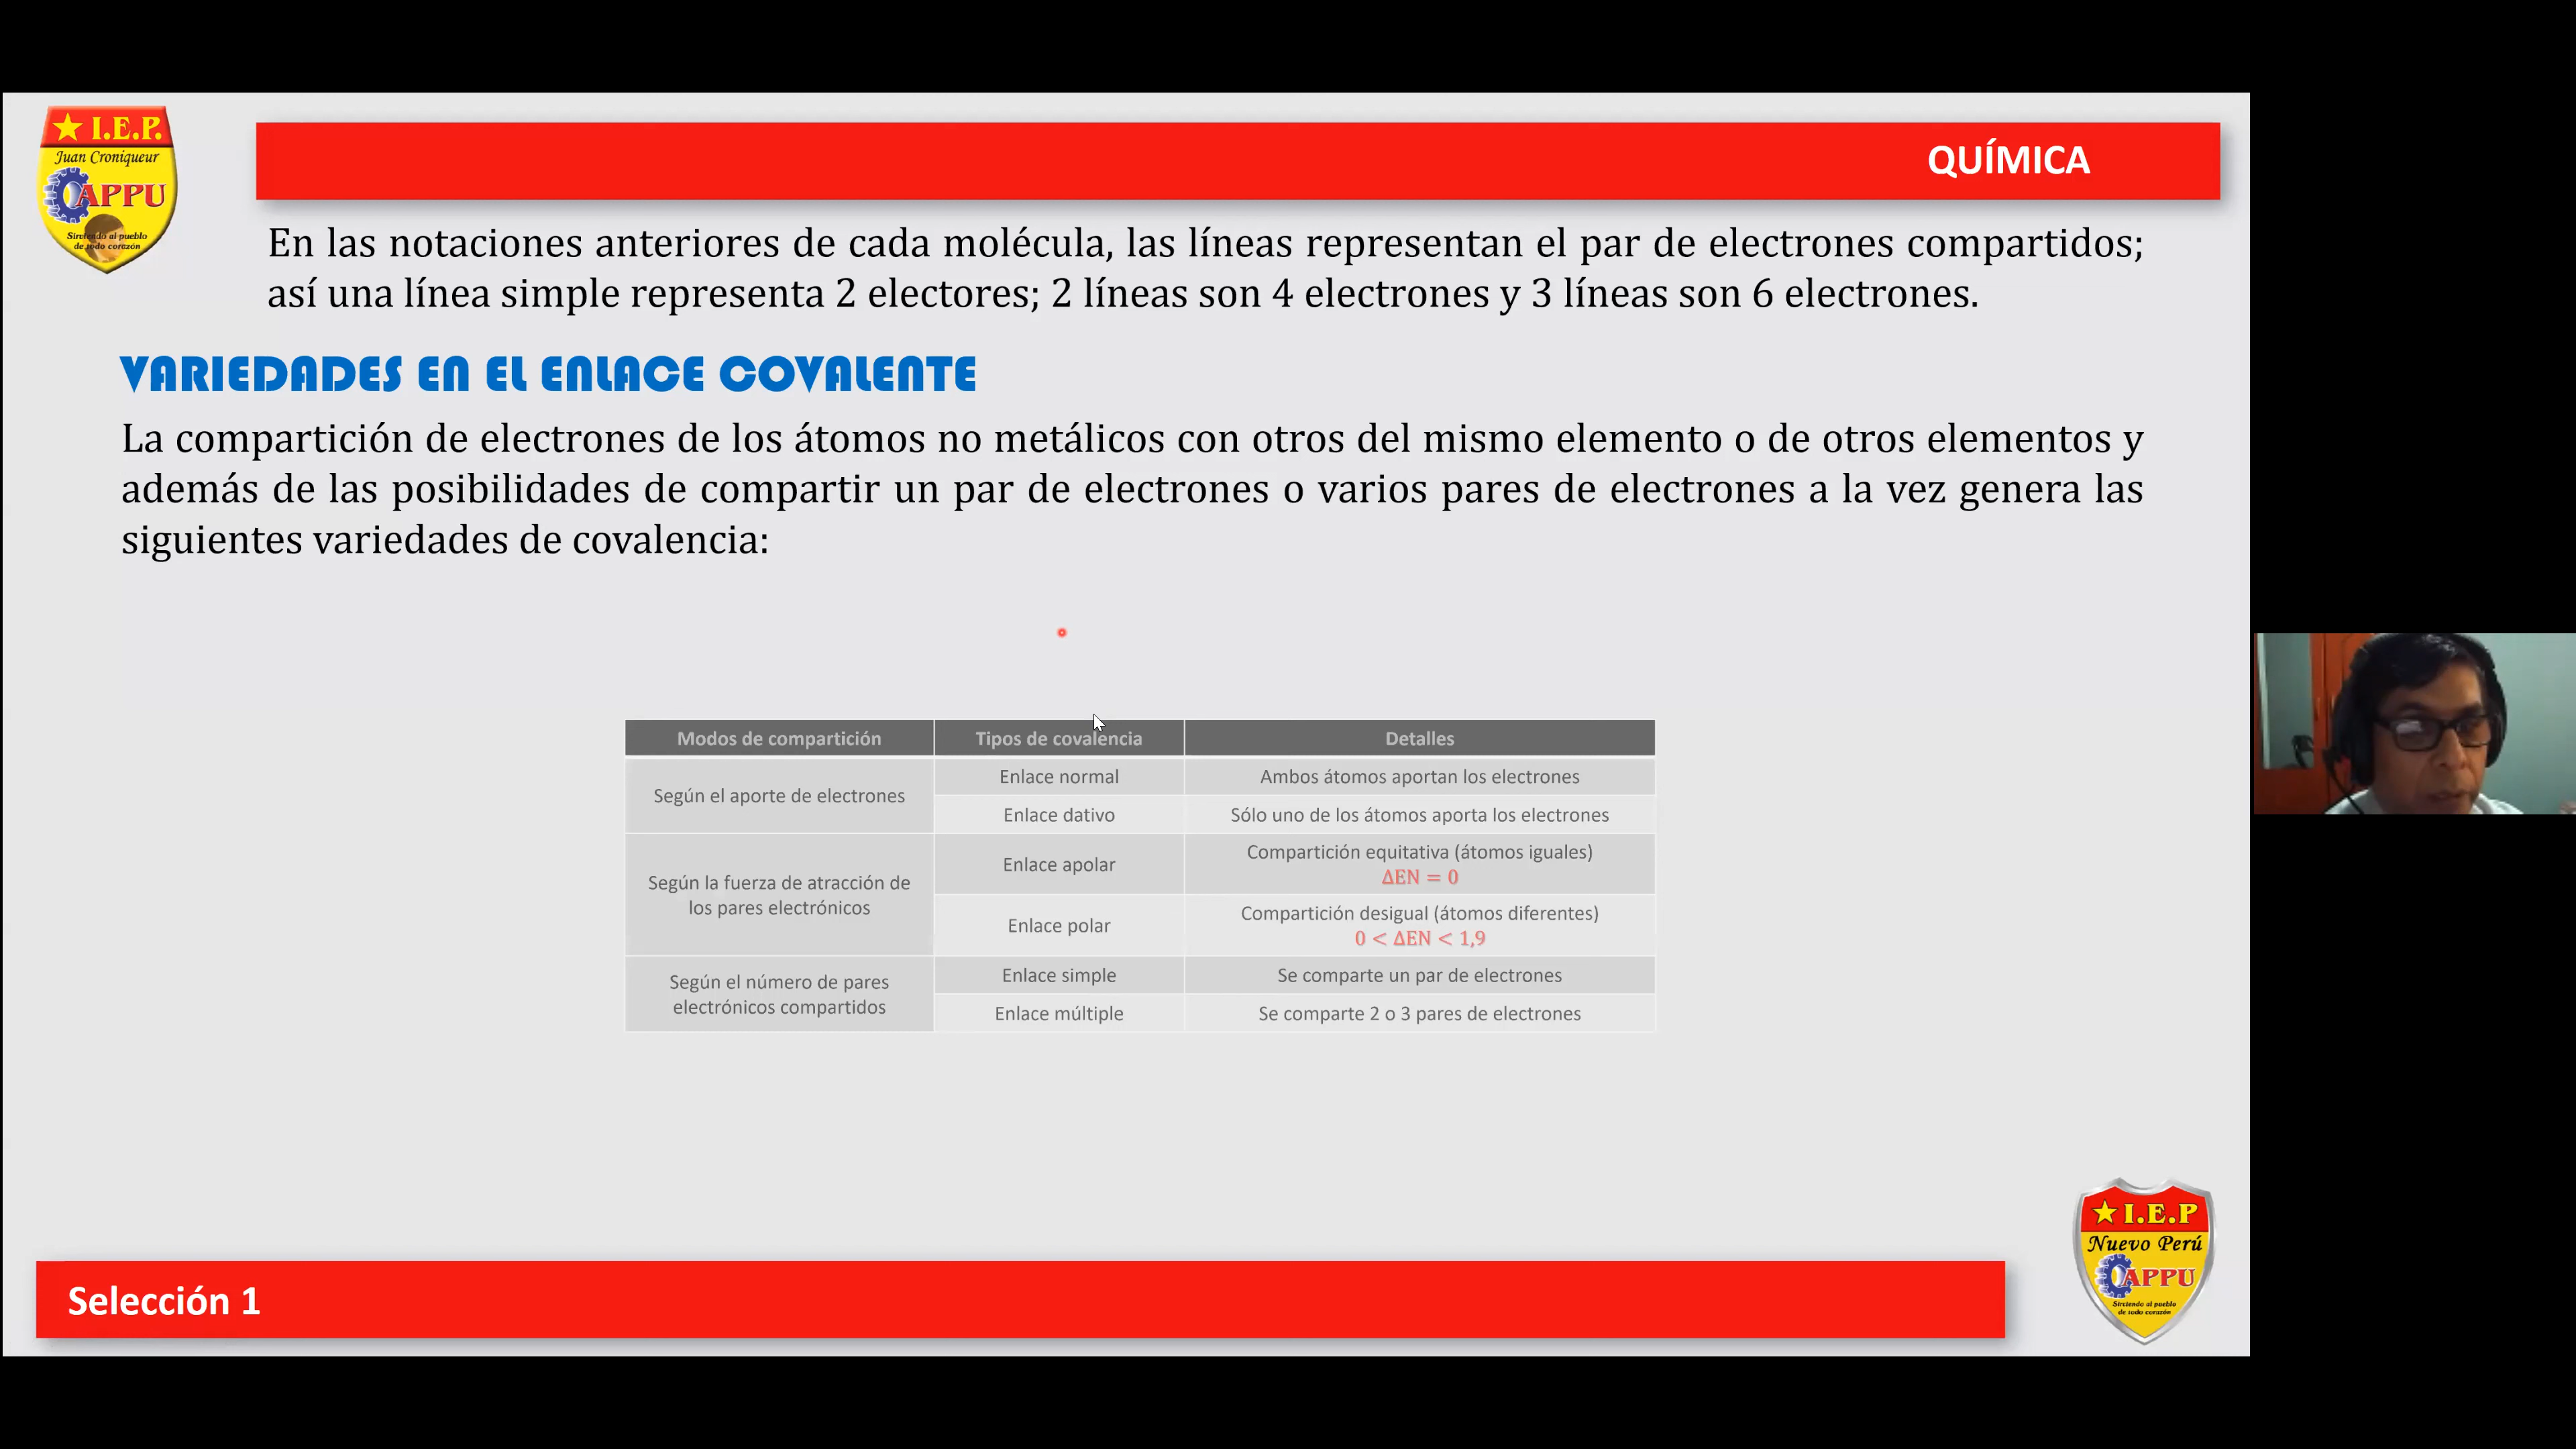 ★ I.E.P.
Juan Croniqueur
APPU
Sirviendo al pueblo
de todo corazón
QUÍMICA
En las notaciones anteriores de cada molécula, las líneas representan el par de electrones compartidos;
así una línea simple representa 2 electores; 2 líneas son 4 electrones y 3 líneas son 6 electrones.
VARIEDADES EN EL ENLACE COVALENTE
La compartición de electrones de los átomos no metálicos con otros del mismo elemento o de otros elementos y
además de las posibilidades de compartir un par de electrones o varios pares de electrones a la vez genera las
siguientes variedades de covalencia:
Modos de compartición Tipos de covalencia Detalles
Según el aporte de electrones
Enlace normal Ambos átomos aportan los electrones
Enlace dativo Sólo uno de los átomos aporta los electrones
Según la fuerza de atracción de
los pares electrónicos
Enlace apolar Compartición equitativa (átomos iguales)
ΔEN = 0
Enlace polar Compartición desigual (átomos diferentes)
0 < ΔEN < 1,9
Según el número de pares
electrónicos compartidos
Enlace simple Se comparte un par de electrones
Enlace múltiple Se comparte 2 o 3 pares de electrones
★ I.E.P
Nuevo Perú
APPU
Sirviendo al pueblo
de todo corazón
Selección 1